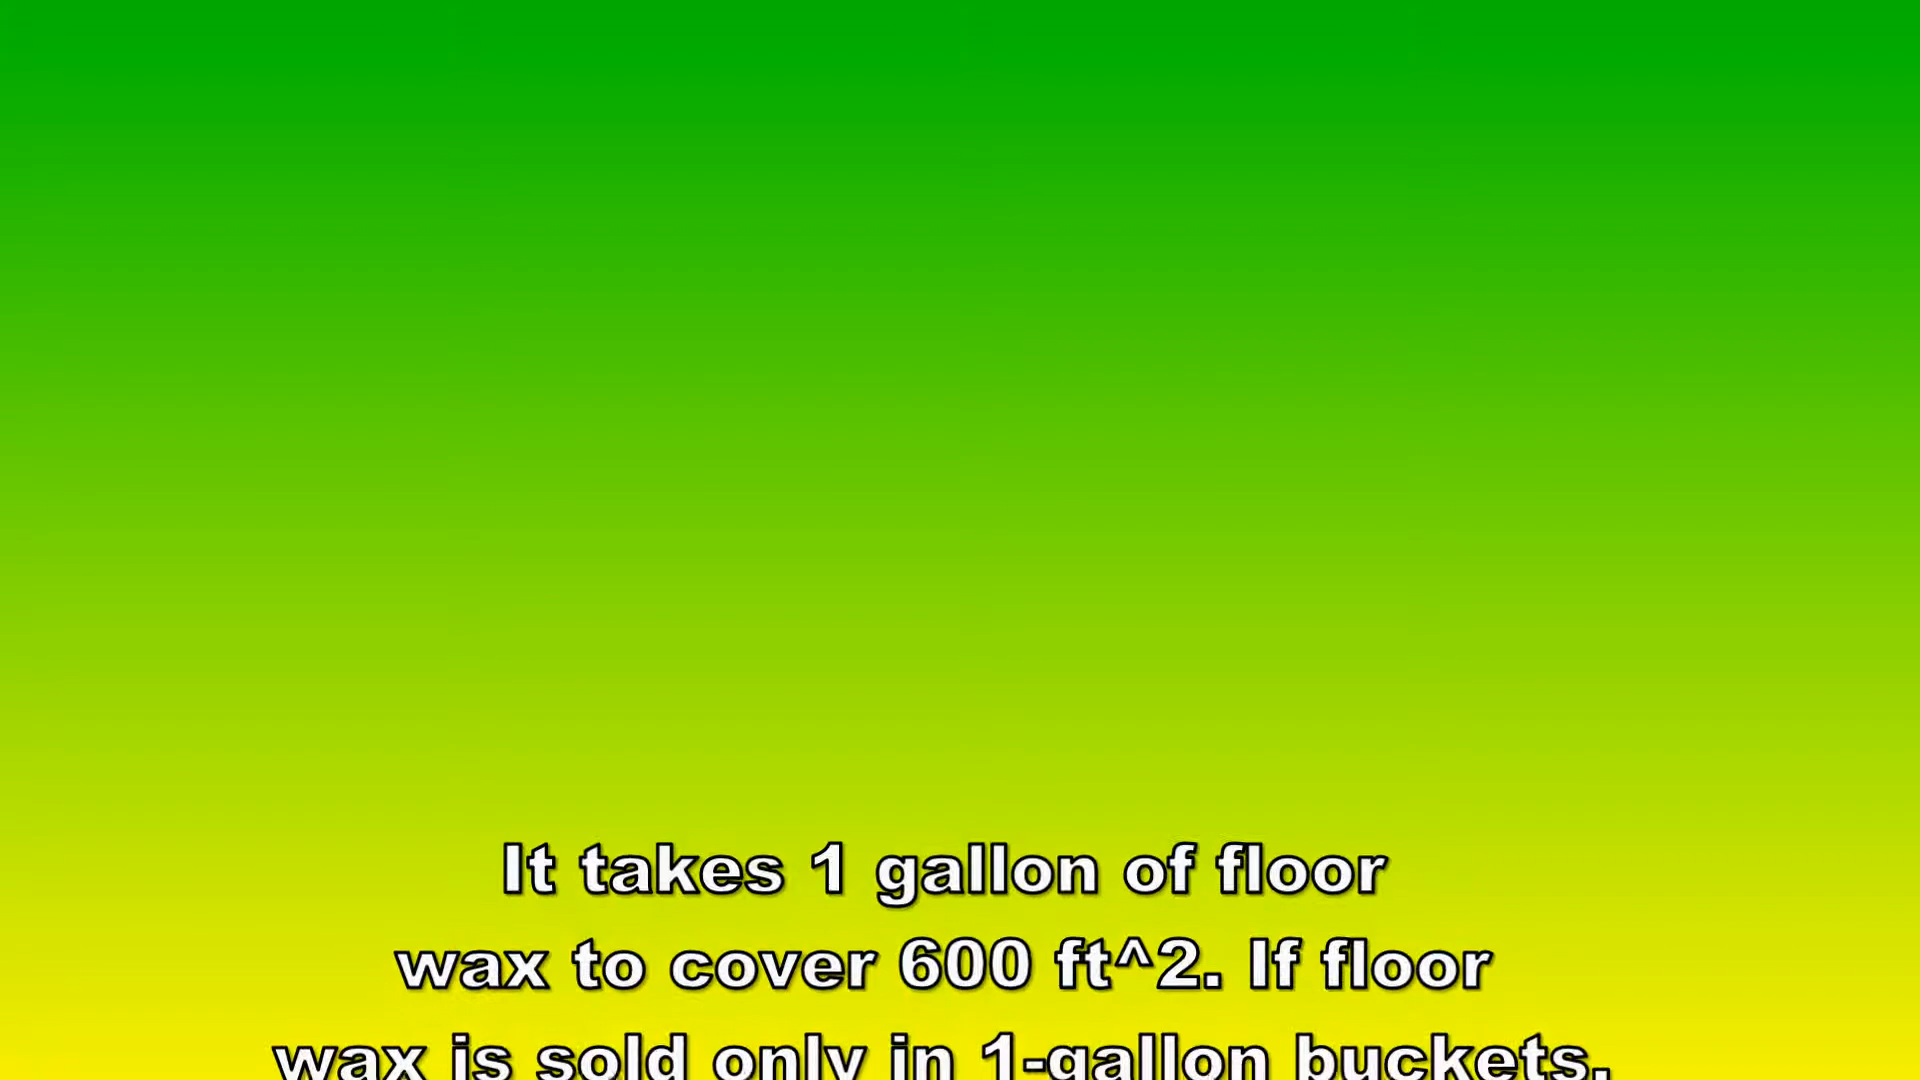 It takes 1 gallon of floor
wax to cover 600 ft^2. If floor
wax is sold only in 1-gallon buckets,